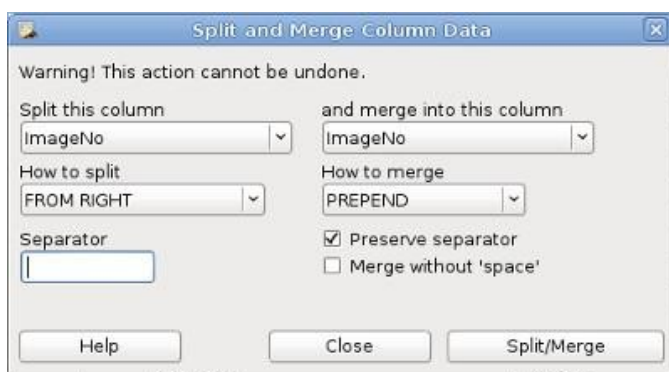 Split and Merge Column Data
Warning! This action cannot be undone.
Split this column
and merge into this column
ImageNo
ImageNo
How to split
How to merge
FROM RIGHT
PREPEND
Separator
Preserve separator
Merge without 'space'
Help
Close
Split/Merge